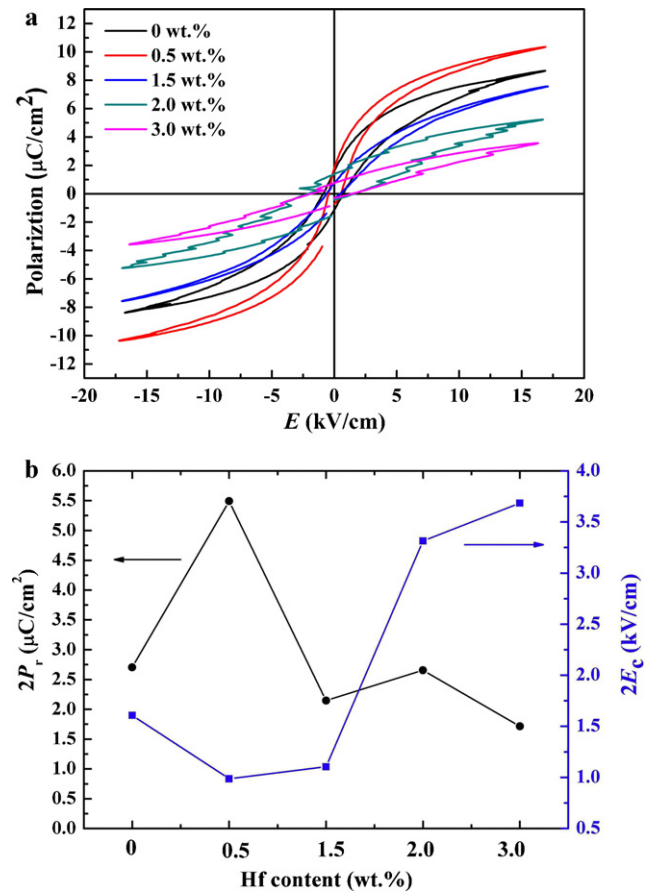 a
12
10
8
6
4
2
0
-2
-4
-6
-8
-10
-12
Polariztion (μC/cm²)
0 wt.%
0.5 wt.%
1.5 wt.%
2.0 wt.%
3.0 wt.%
-20 -15 -10 -5 0 5 10 15 20
E (kV/cm)
b
6.0
5.5
5.0
4.5
4.0
3.5
3.0
2.5
2.0
1.5
1.0
0.5
0.0
2Pr (μC/cm²)
4.0
3.5
3.0
2.5
2.0
1.5
1.0
0.5
2Ec (kV/cm)
0 0.5 1.5 2.0 3.0
Hf content (wt.%)